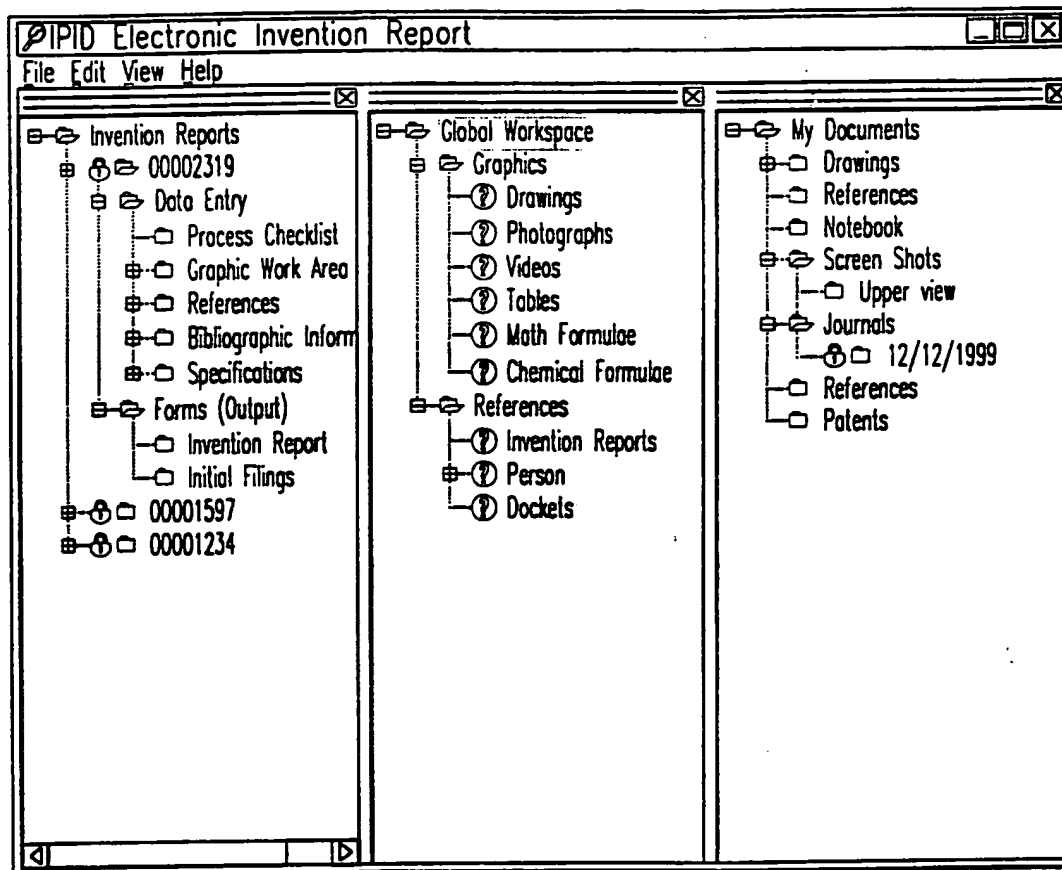 IPID Electronic Invention Report
File Edit View Help
Invention Reports
00002319
Data Entry
Process Checklist
Graphic Work Area
References
Bibliographic Inform
Specifications
Forms (Output)
Invention Report
Initial Filings
00001597
00001234
Global Workspace
Graphics
Drawings
Photographs
Videos
Tables
Math Formulae
Chemical Formulae
References
Invention Reports
Person
Dockets
My Documents
Drawings
References
Notebook
Screen Shots
Upper view
Journals
12/12/1999
References
Patents